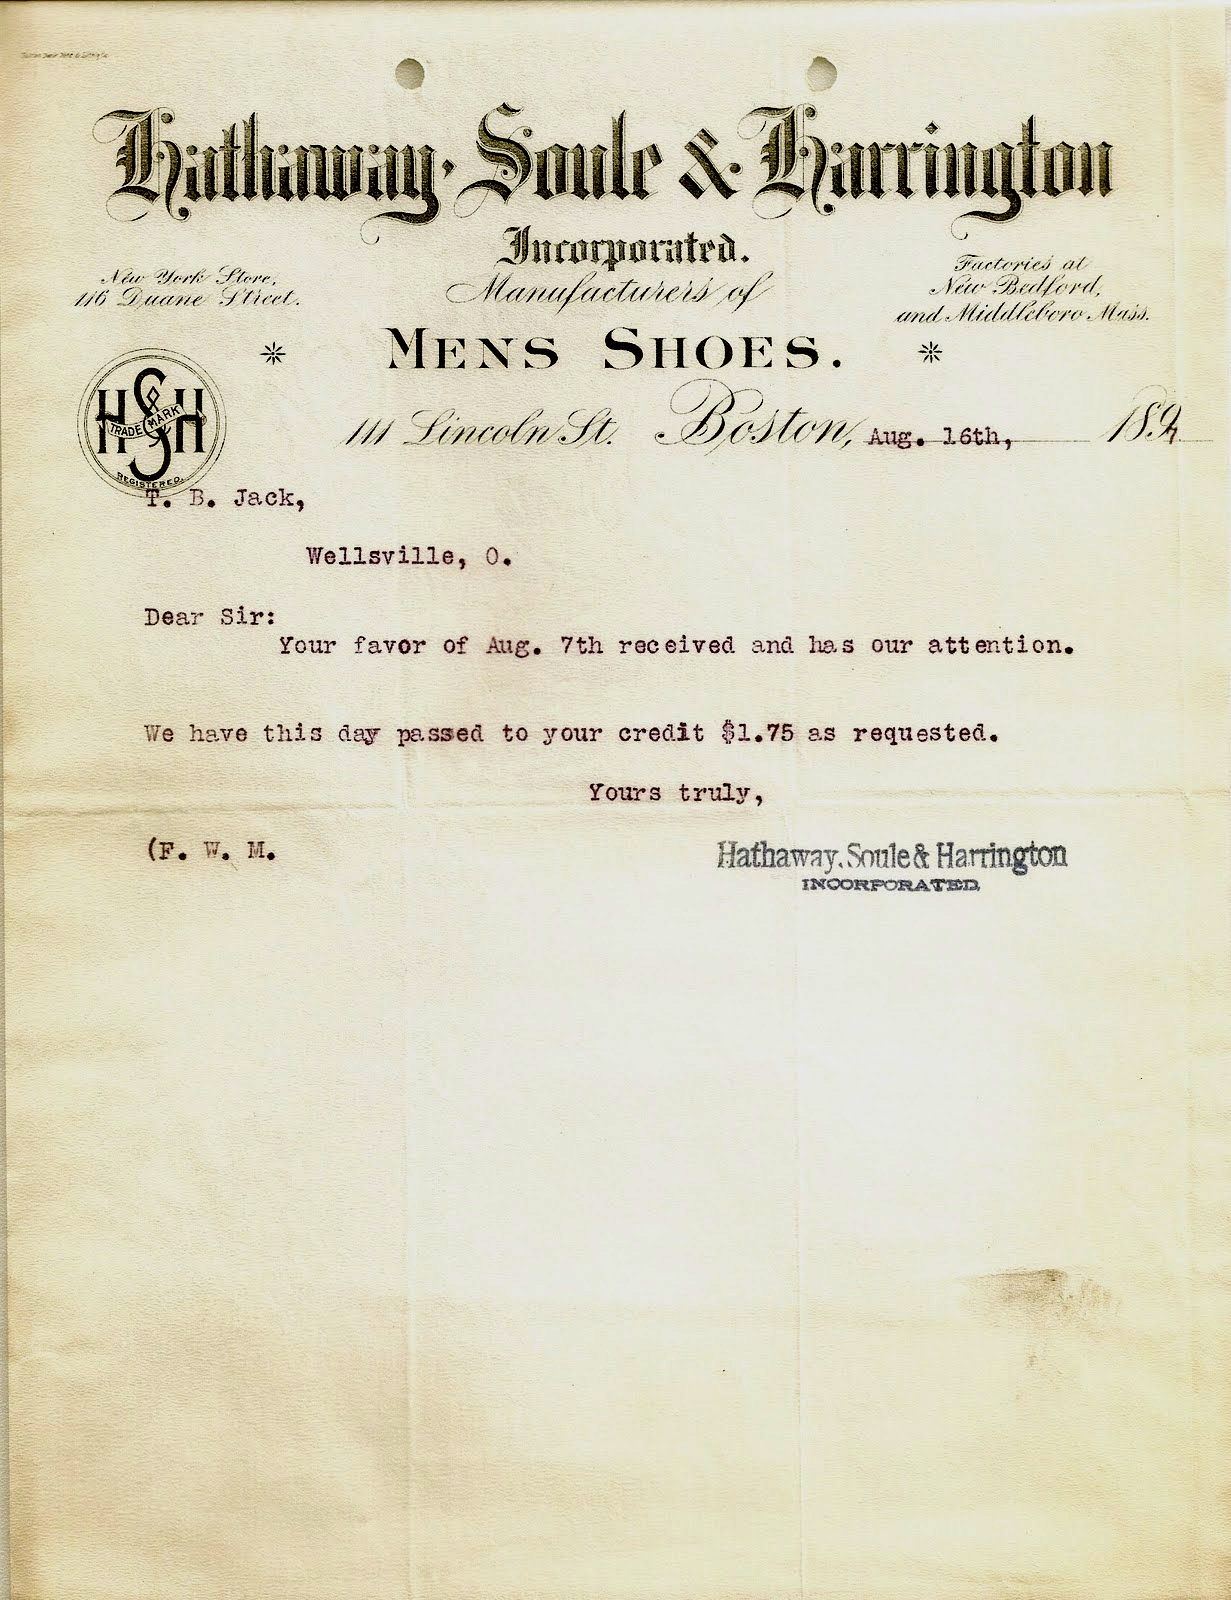 Hathaway, Soule & Harrington
Incorporated.
New York Store,
116 Duane Street.
Manufacturers of
Factories at
New Bedford,
and Middleboro Mass.
MENS SHOES.
HSH
TRADE MARK
REGISTERED.
111 Lincoln St. Boston, Aug. 16th, 1897
T. B. Jack,
Wellsville, O.
Dear Sir:
Your favor of Aug. 7th received and has our attention.
We have this day passed to your credit $1.75 as requested.
Yours truly,
(F. W. M.
Hathaway, Soule & Harrington
INCORPORATED.